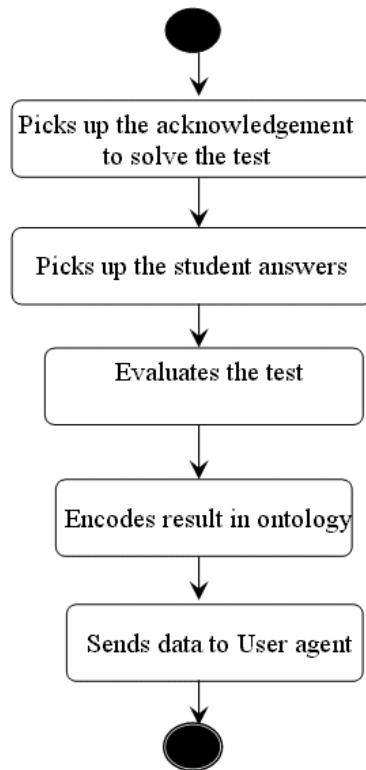 Picks up the acknowledgement
to solve the test
Picks up the student answers
Evaluates the test
Encodes result in ontology
Sends data to User agent